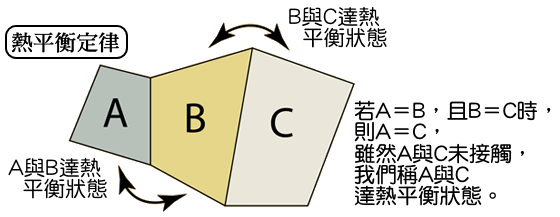 熱平衡定律
B與C達熱
平衡狀態
A
B
C
A與B達熱
平衡狀態
若A=B，且B=C時，
則A=C，
雖然A與C未接觸，
我們稱A與C
達熱平衡狀態。